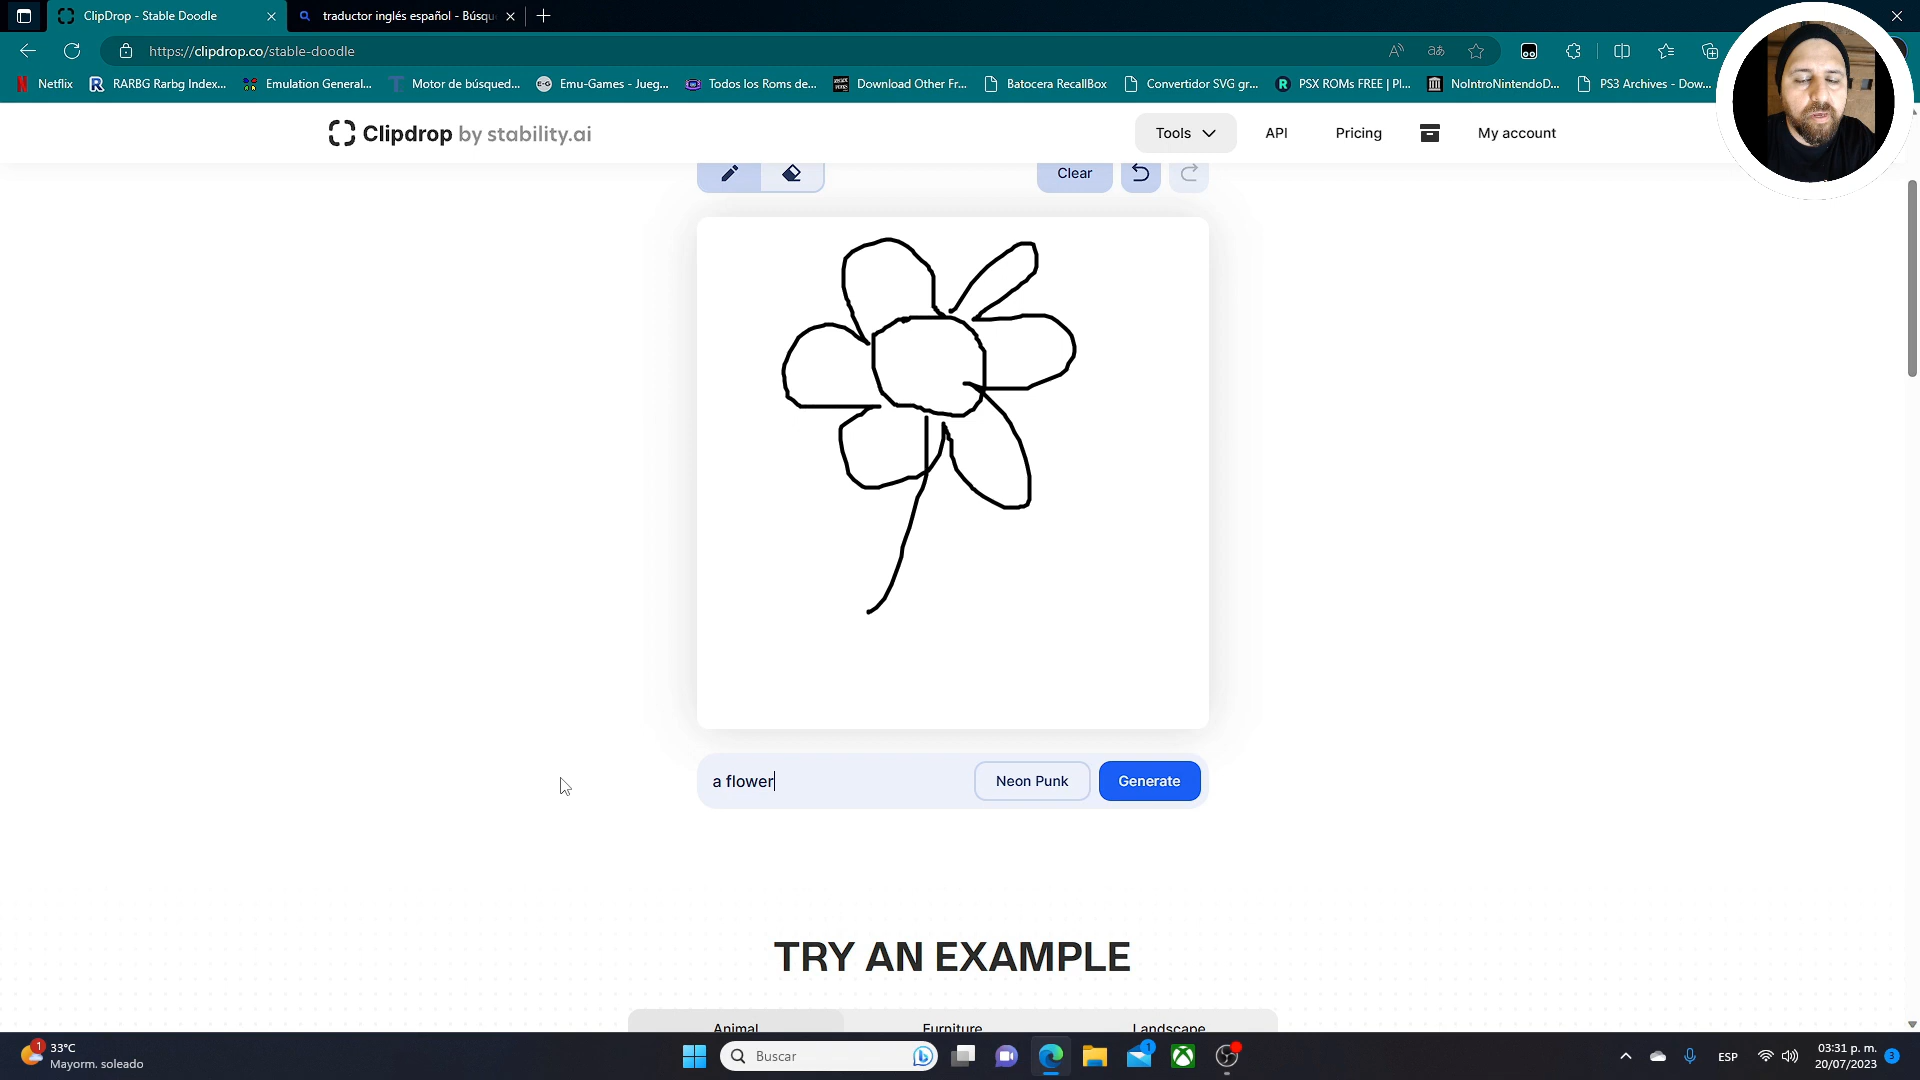 ClipDrop - Stable Doodle
traductor inglés español - Búsqu
https://clipdrop.co/stable-doodle
Netflix
RARBG Rarbg Index...
Emulation General...
Motor de búsqued...
Emu-Games - Jueg...
Todos los Roms de...
Download Other Fr...
Batocera RecallBox
Convertidor SVG gr...
PSX ROMs FREE | Pl...
NoIntroNintendoD...
PS3 Archives - Dow...
Clipdrop by stability.ai
Tools
API
Pricing
My account
Clear
a flower
Neon Punk
Generate
TRY AN EXAMPLE
Animal
Furniture
Landscape
1
33°C
Mayorm. soleado
Buscar
1
ESP
03:31 p. m.
20/07/2023
3